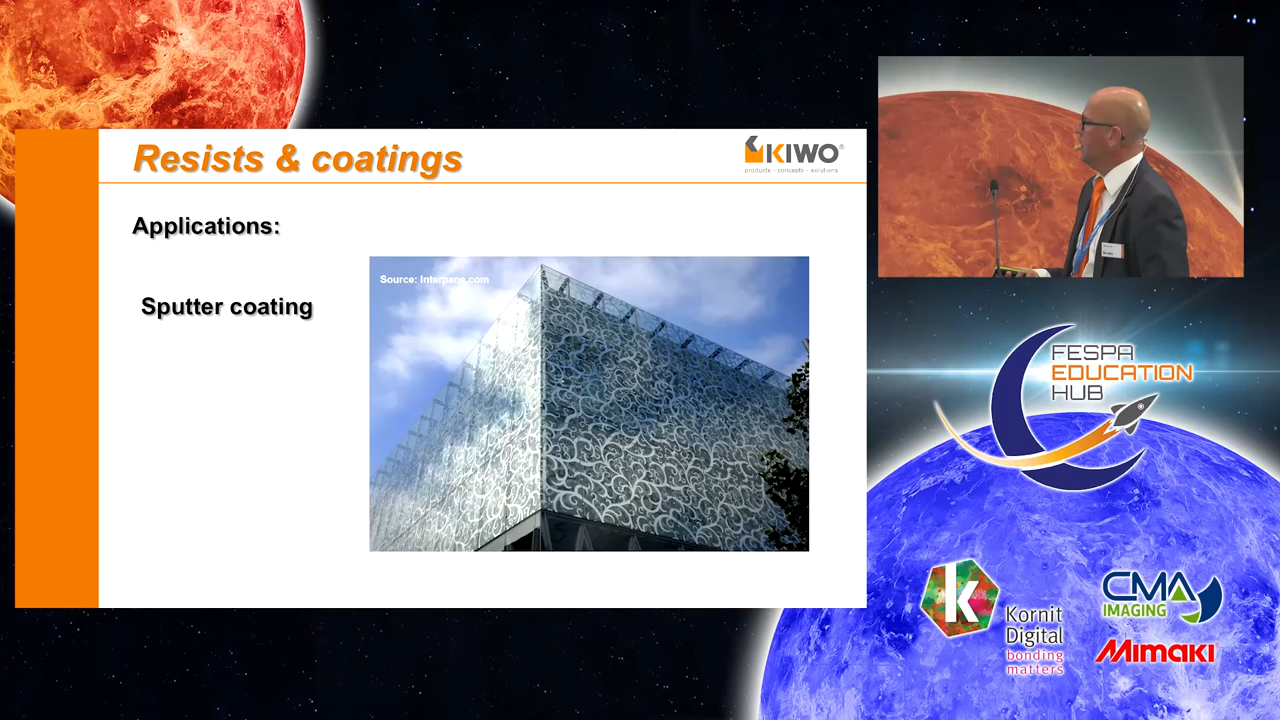 Resists & coatings
KIWO®
products – concepts – solutions
Applications:
Source: Interpane.com
Sputter coating
FESPA
EDUCATION
HUB
k
Kornit
Digital
bonding
matters
CMA
IMAGING
Mimaki